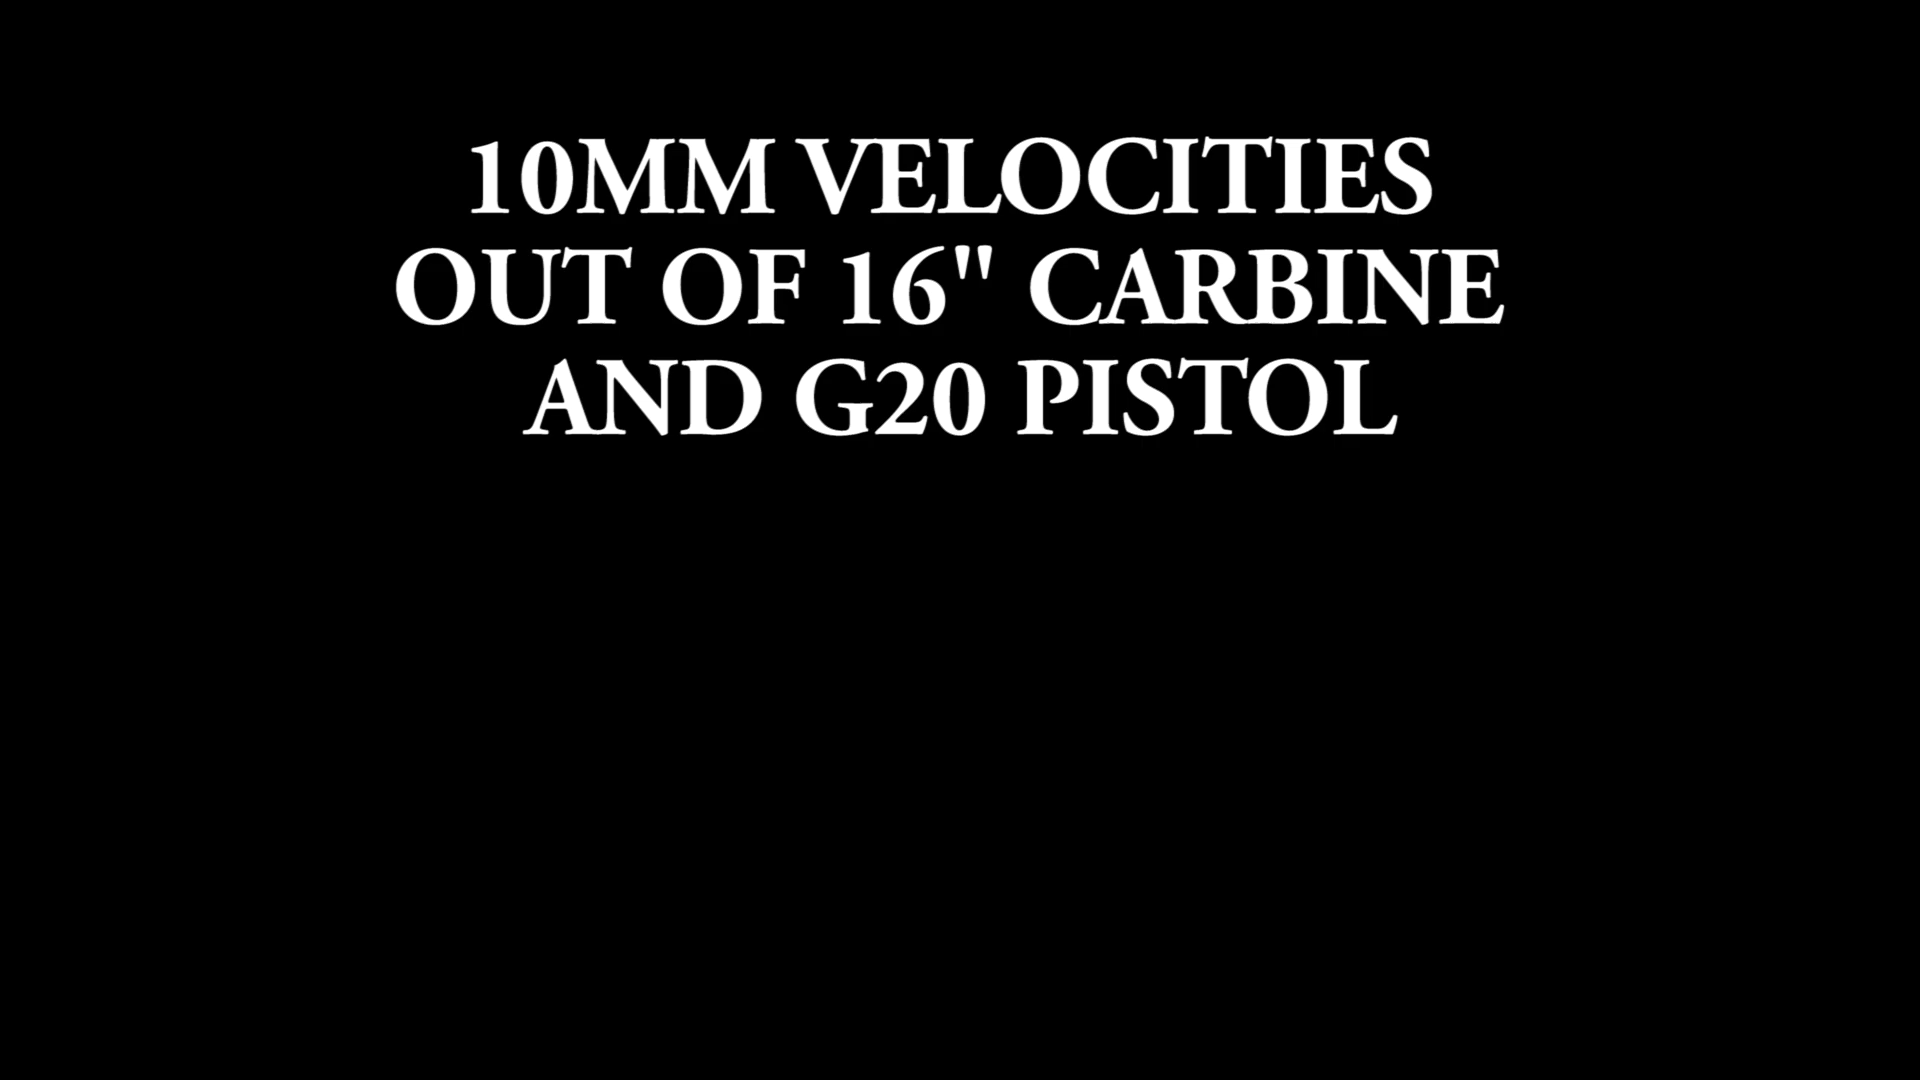 10MM VELOCITIES
OUT OF 16" CARBINE
AND G20 PISTOL